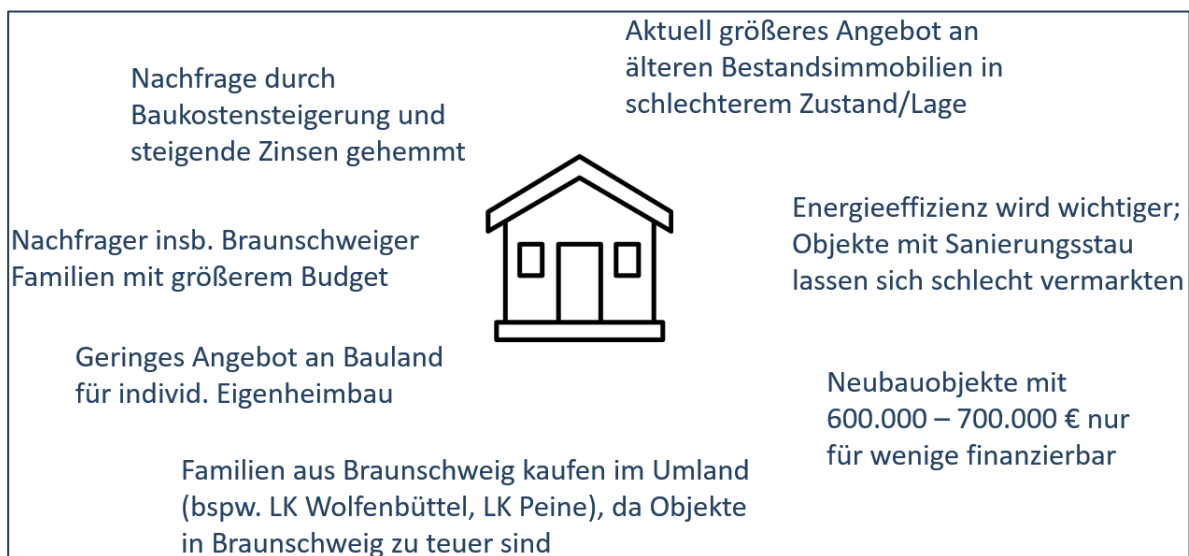 Aktuell größeres Angebot an
älteren Bestandsimmobilien in
schlechterem Zustand/Lage
Nachfrage durch
Baukostensteigerung und
steigende Zinsen gehemmt
Energieeffizienz wird wichtiger;
Objekte mit Sanierungsstau
lassen sich schlecht vermarkten
Nachfrager insb. Braunschweiger
Familien mit größerem Budget
Geringes Angebot an Bauland
für individ. Eigenheimbau
Neubauobjekte mit
600.000 – 700.000 € nur
für wenige finanzierbar
Familien aus Braunschweig kaufen im Umland
(bspw. LK Wolfenbüttel, LK Peine), da Objekte
in Braunschweig zu teuer sind